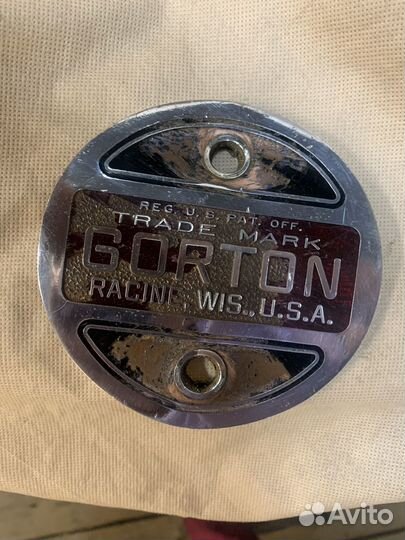 REG. U.S. PAT. OFF.
TRADE MARK
GORTON
RACINE, WIS., U.S.A.
Avito